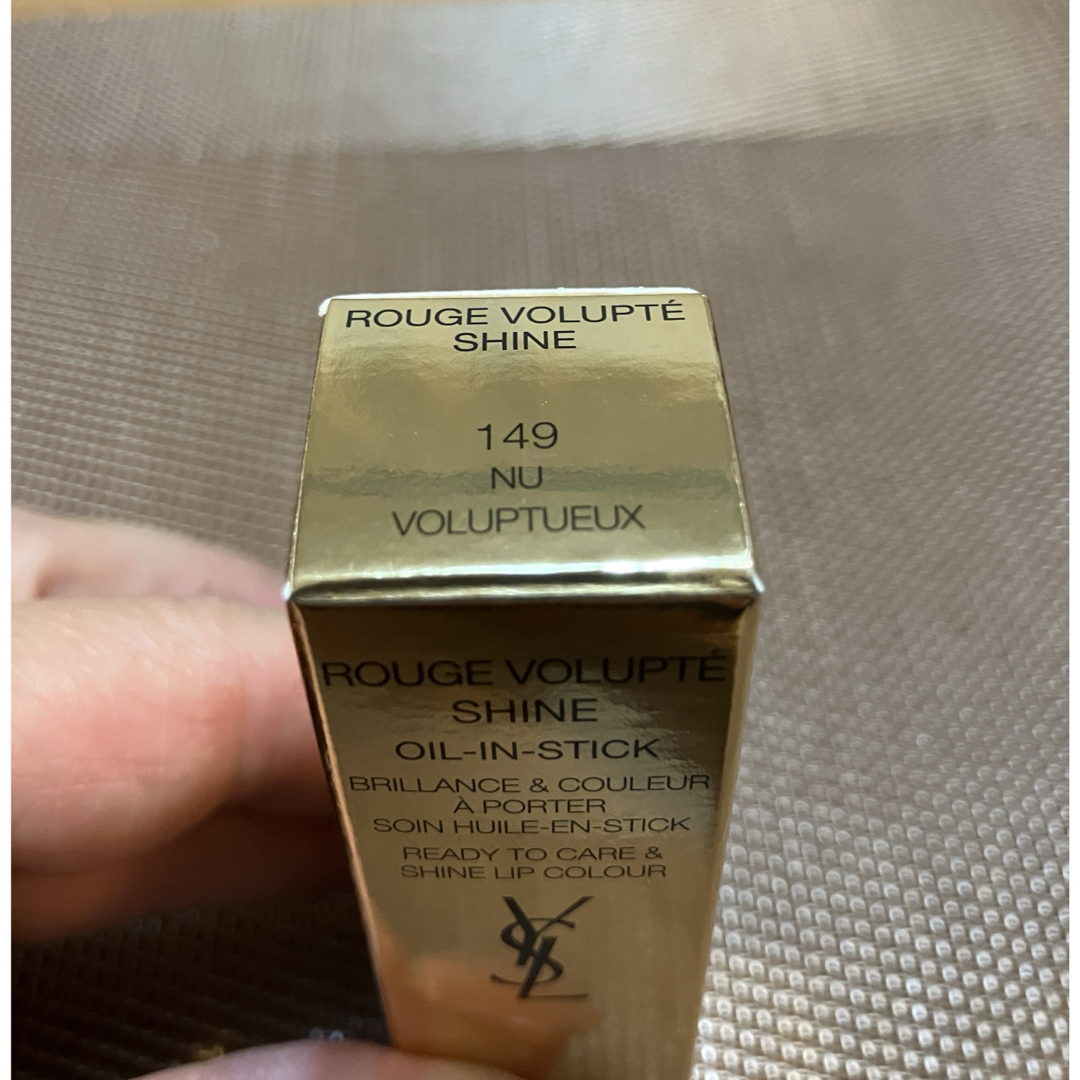 ROUGE VOLUPTÉ
SHINE
149
NU
VOLUPTUEUX
ROUGE VOLUPTÉ
SHINE
OIL-IN-STICK
BRILLANCE & COULEUR
À PORTER
SOIN HUILE-EN-STICK
READY TO CARE &
SHINE LIP COLOUR
YSL